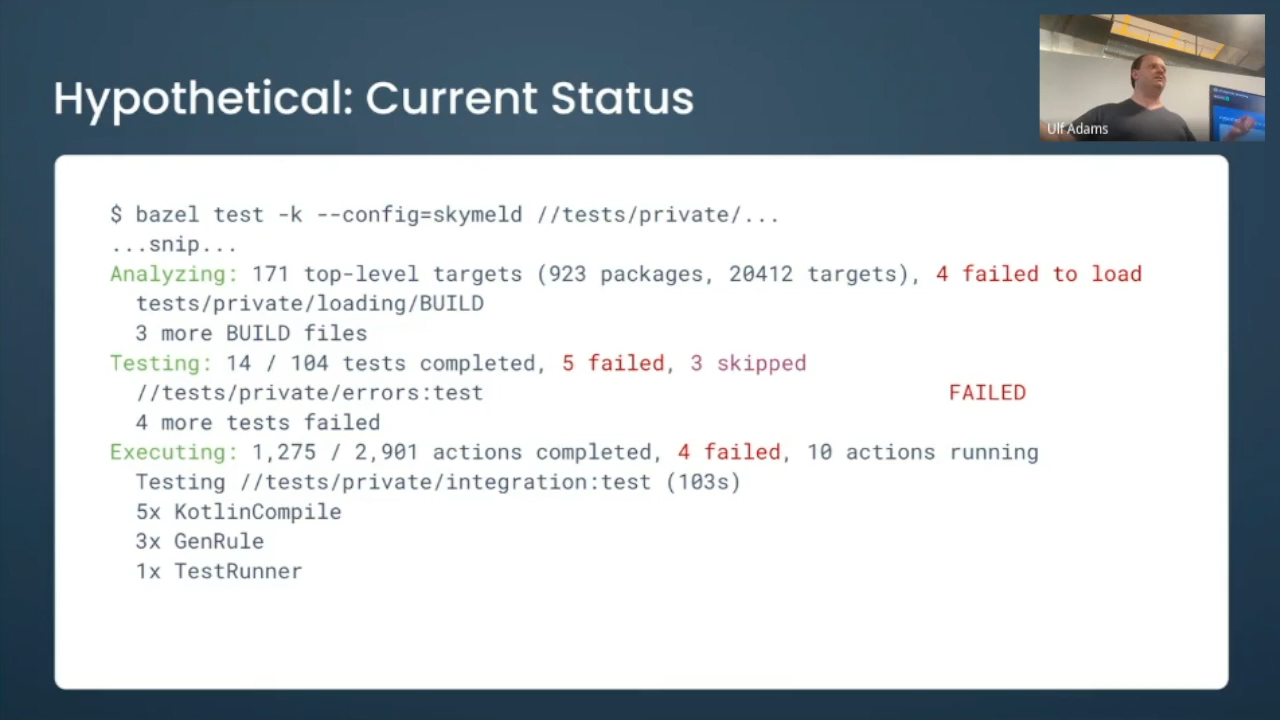 Hypothetical: Current Status
Ulf Adams
$ bazel test -k --config=skymeld //tests/private/...
...snip...
Analyzing: 171 top-level targets (923 packages, 20412 targets), 4 failed to load
tests/private/loading/BUILD
3 more BUILD files
Testing: 14 / 104 tests completed, 5 failed, 3 skipped
//tests/private/errors:test FAILED
4 more tests failed
Executing: 1,275 / 2,901 actions completed, 4 failed, 10 actions running
Testing //tests/private/integration:test (103s)
5x KotlinCompile
3x GenRule
1x TestRunner